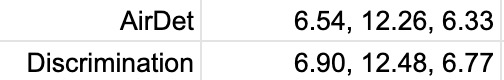 AirDet 6.54, 12.26, 6.33
Discrimination 6.90, 12.48, 6.77